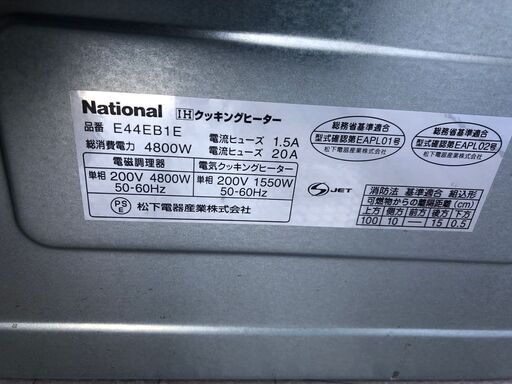 National IHクッキングヒーター
品番 E44EB1E
総消費電力 4800W
電流ヒューズ 1.5A
電流ヒューズ 20A
電磁調理器
単相 200V 4800W
50-60Hz
電気クッキングヒーター
単相 200V 1550W
50-60Hz
PS
E
松下電器産業株式会社
総務省基準適合
型式確認第EAPL01号
松下電器産業株式会社
総務省基準適合
型式確認第EAPL02号
松下電器産業株式会社
S JET
消防法 基準適合 組込形
可燃物からの離隔距離(cm)
上方 側方 前方 後方 下方
100 10 — 15 0.5